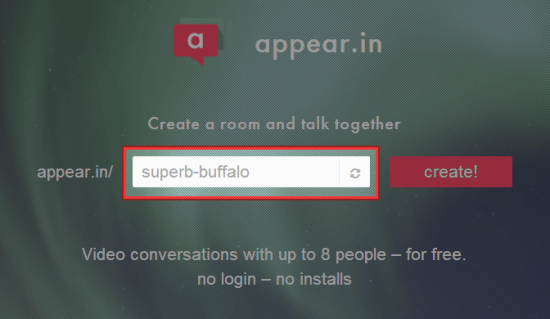 a
appear.in
Create a room and talk together
appear.in/ superb-buffalo create!
Video conversations with up to 8 people – for free.
no login – no installs